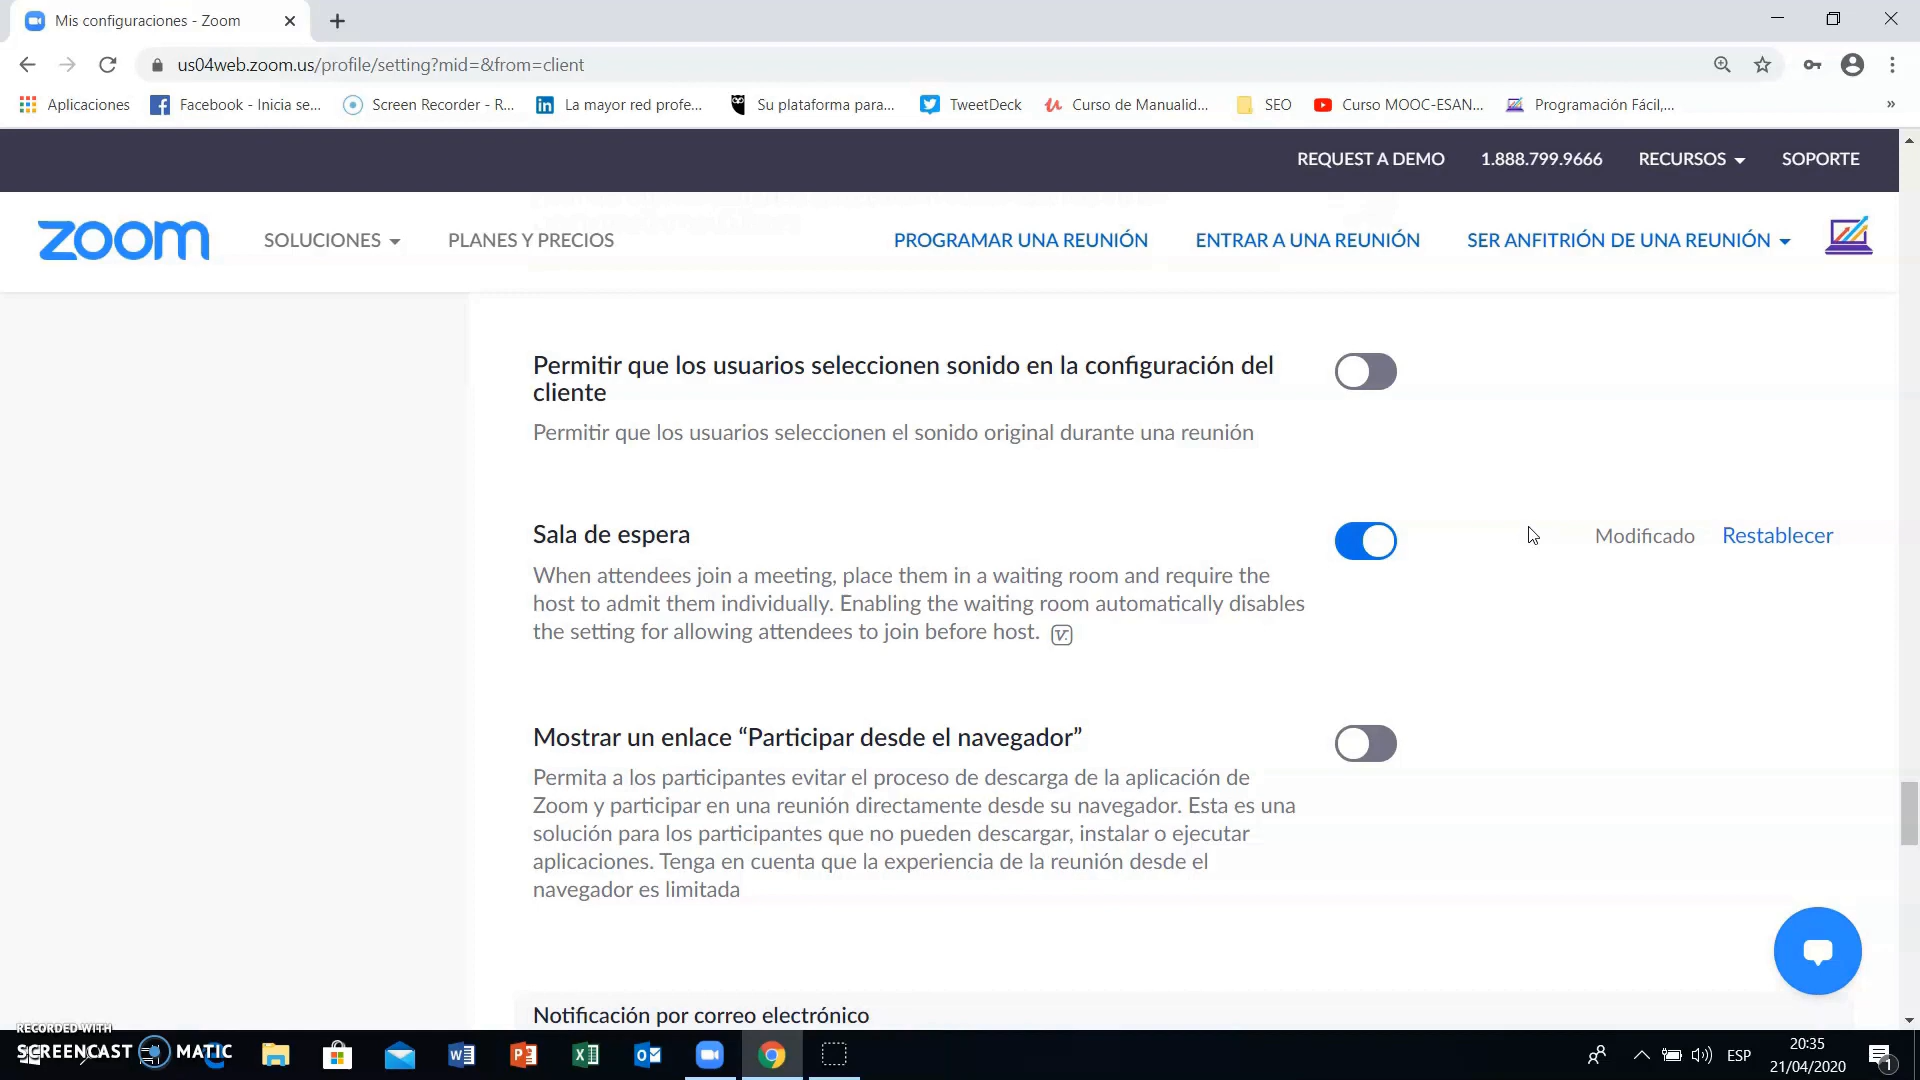 Mis configuraciones - Zoom
us04web.zoom.us/profile/setting?mid=&from=client
Aplicaciones
Facebook - Inicia se...
Screen Recorder - R...
La mayor red profe...
Su plataforma para...
TweetDeck
Curso de Manualid...
SEO
Curso MOOC-ESAN...
Programación Fácil,...
»
REQUEST A DEMO
1.888.799.9666
RECURSOS
SOPORTE
zoom
SOLUCIONES
PLANES Y PRECIOS
PROGRAMAR UNA REUNIÓN
ENTRAR A UNA REUNIÓN
SER ANFITRIÓN DE UNA REUNIÓN
Permitir que los usuarios seleccionen sonido en la configuración del
cliente
Permitir que los usuarios seleccionen el sonido original durante una reunión
Sala de espera
Modificado
Restablecer
When attendees join a meeting, place them in a waiting room and require the
host to admit them individually. Enabling the waiting room automatically disables
the setting for allowing attendees to join before host.
Mostrar un enlace “Participar desde el navegador”
Permita a los participantes evitar el proceso de descarga de la aplicación de
Zoom y participar en una reunión directamente desde su navegador. Esta es una
solución para los participantes que no pueden descargar, instalar o ejecutar
aplicaciones. Tenga en cuenta que la experiencia de la reunión desde el
navegador es limitada
Notificación por correo electrónico
RECORDED WITH
SCREENCAST MATIC
ESP
20:35
21/04/2020
1